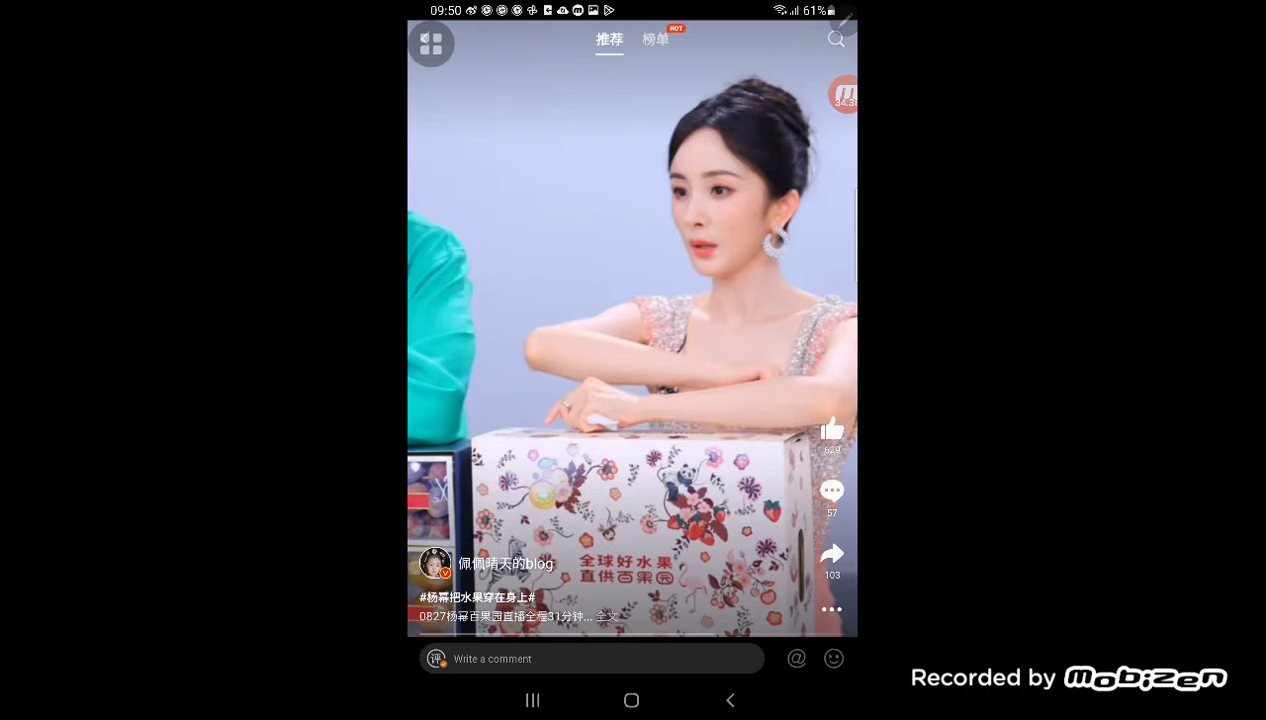 09:50
61%
推荐
榜单
HOT
34:38
629
57
103
全球好水果
直供百果园
佩佩晴天的blog
#杨幂把水果穿在身上#
0827杨幂百果园直播全程31分钟... 全文
评
Write a comment
Recorded by mobizen